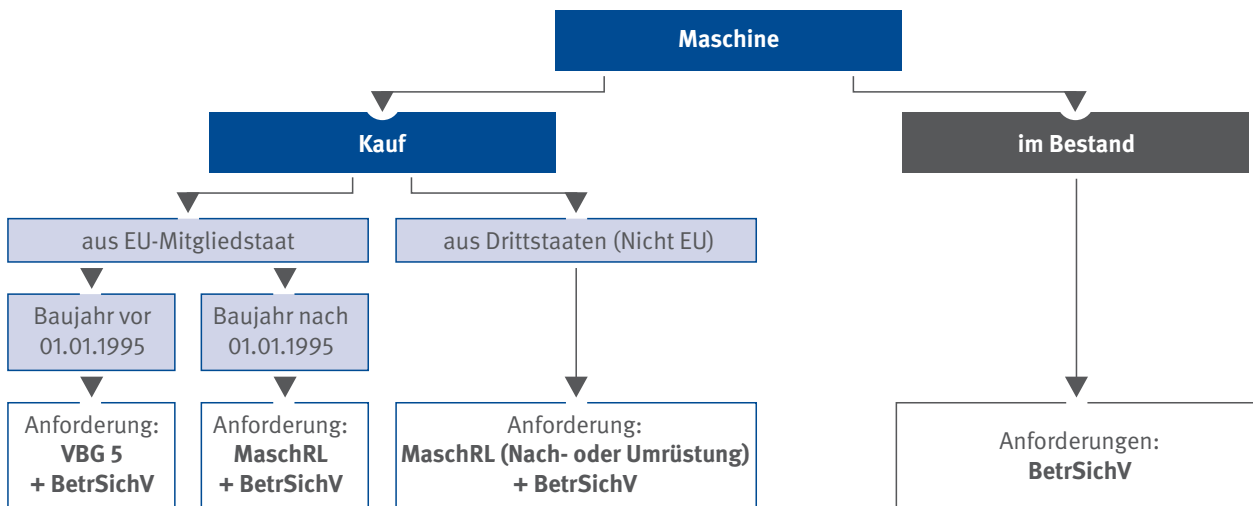 Maschine
Kauf
im Bestand
aus EU-Mitgliedstaat
aus Drittstaaten (Nicht EU)
Baujahr vor
01.01.1995
Baujahr nach
01.01.1995
Anforderung:
VBG 5
+ BetrSichV
Anforderung:
MaschRL
+ BetrSichV
Anforderung:
MaschRL (Nach- oder Umrüstung)
+ BetrSichV
Anforderungen:
BetrSichV